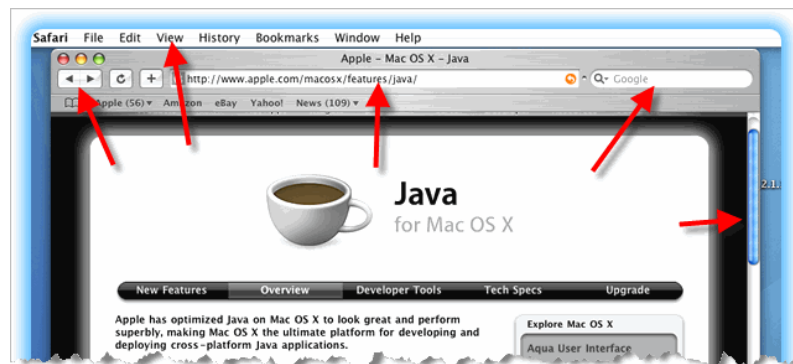 Safari File Edit View History Bookmarks Window Help
Apple – Mac OS X – Java
http://www.apple.com/macosx/features/java/ Google
Apple (56) Amazon eBay Yahoo! News (109)
2.1.
Java
for Mac OS X
New Features Overview Developer Tools Tech Specs Upgrade
Apple has optimized Java on Mac OS X to look great and perform
superbly, making Mac OS X the ultimate platform for developing and
deploying cross-platform Java applications.
Explore Mac OS X
Aqua User Interface